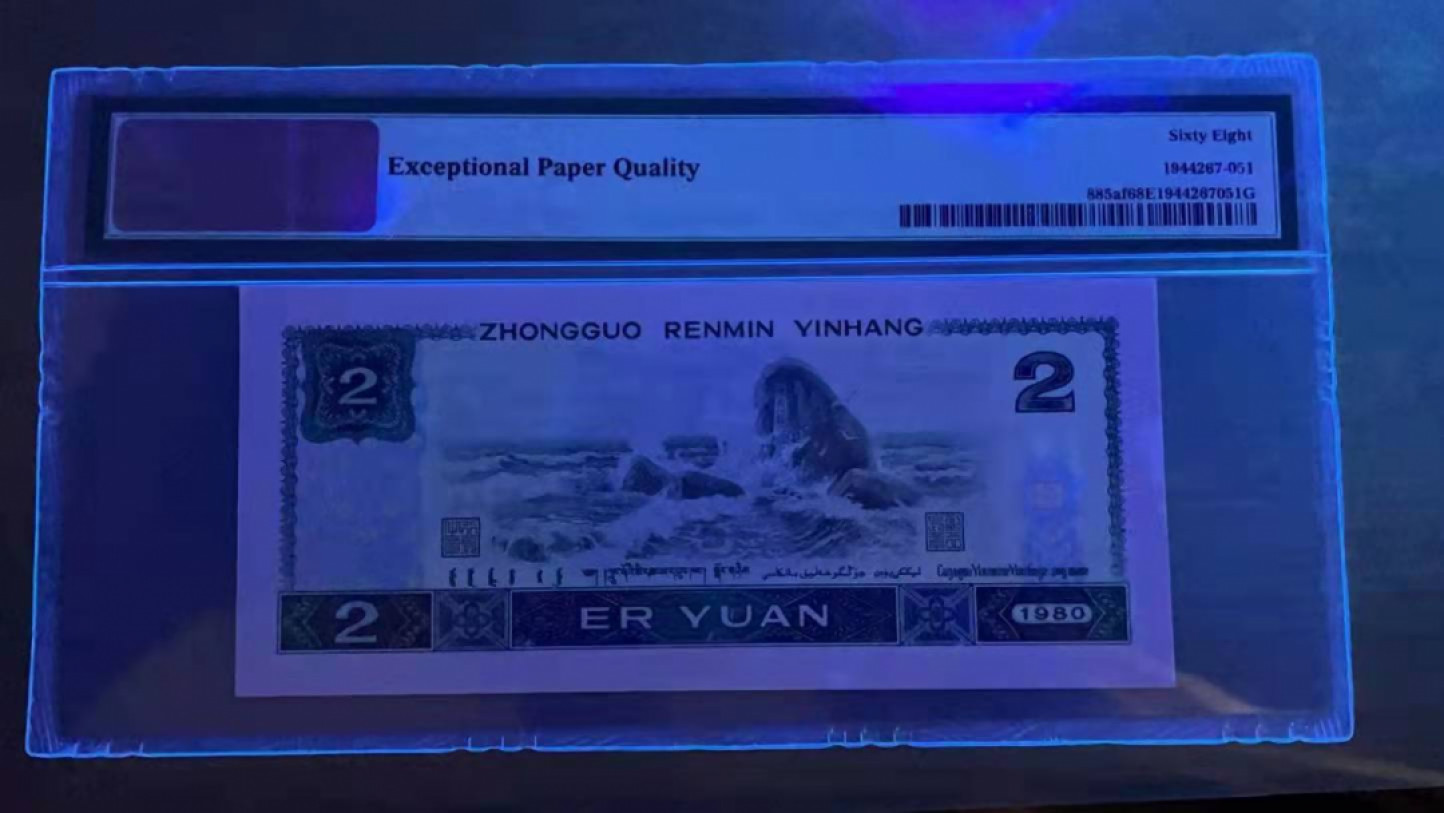 Sixty Eight
Exceptional Paper Quality
1944267-051
885af68E1944267051G
ZHONGGUO RENMIN YINHANG
2
2
2
ER YUAN
1980